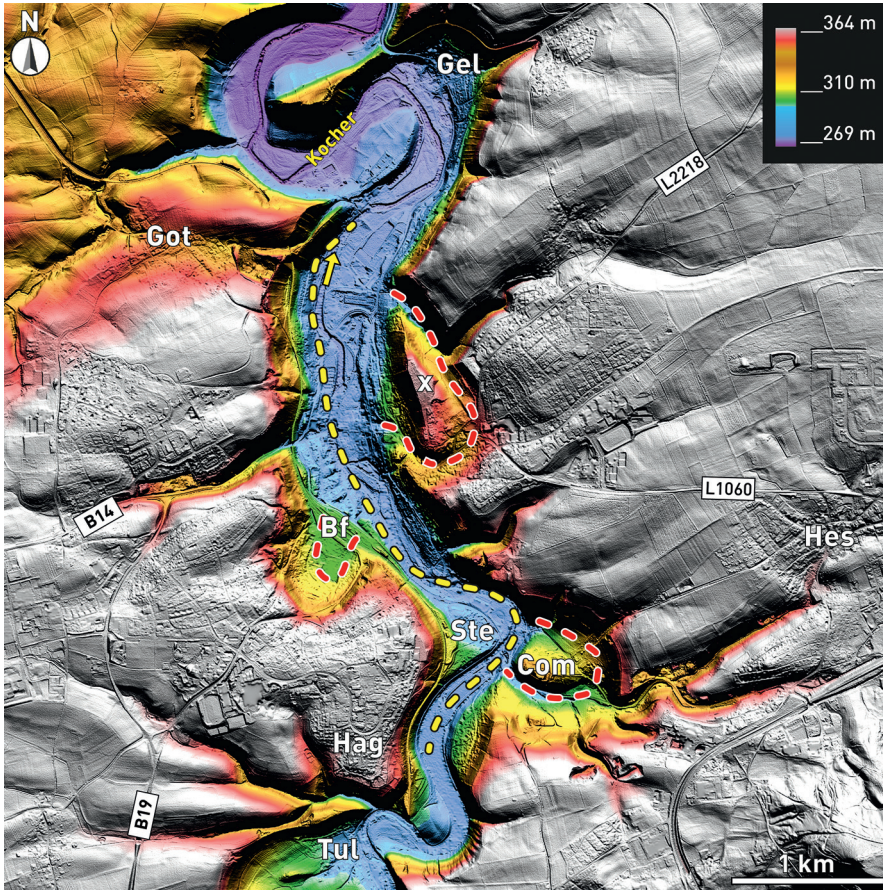 N
364 m
310 m
269 m
Gel
Kocher
L2218
Got
x
B14
L1060
Bf
Hes
Ste
Com
Hag
B19
Tul
1 km